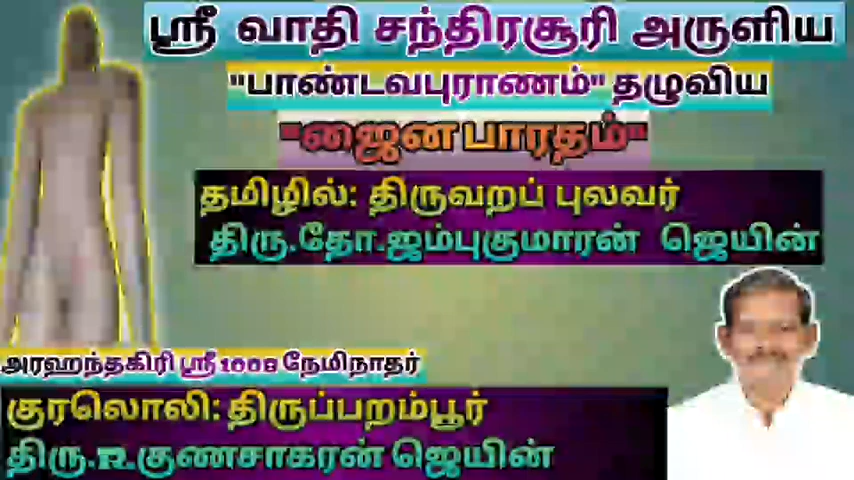 ஸ்ரீ வாதி சந்திரசூரி அருளிய
"பாண்டவபுராணம்" தழுவிய
"ஜைன பாரதம்"
தமிழில்: திருவறப் புலவர்
திரு.தோ.ஜம்புகுமாரன் ஜெயின்
அரஹந்தகிரி ஸ்ரீ 1008 நேமிநாதர்
குரலொலி: திருப்பறம்பூர்
திரு.R.குணசாகரன் ஜெயின்